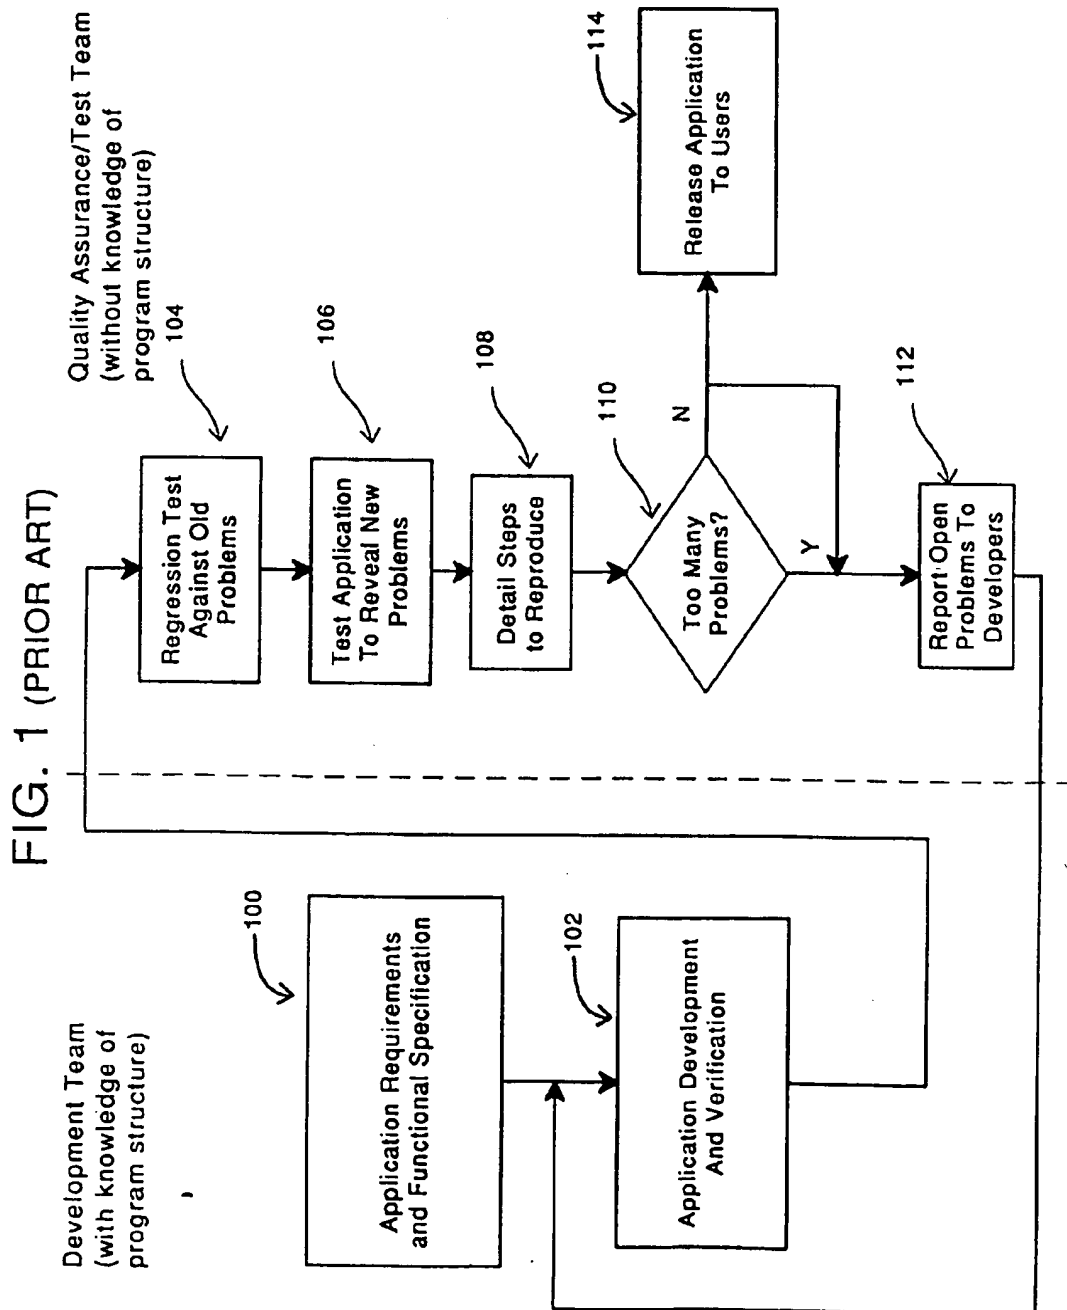 FIG. 1 (PRIOR ART)
Development Team
(with knowledge of
program structure)
Quality Assurance/Test Team
(without knowledge of
program structure)
100
Application Requirements
and Functional Specification
102
Application Development
And Verification
104
Regression Test
Against Old
Problems
106
Test Application
To Reveal New
Problems
108
Detail Steps
to Reproduce
110
Too Many
Problems?
N
Y
112
Report Open
Problems To
Developers
114
Release Application
To Users